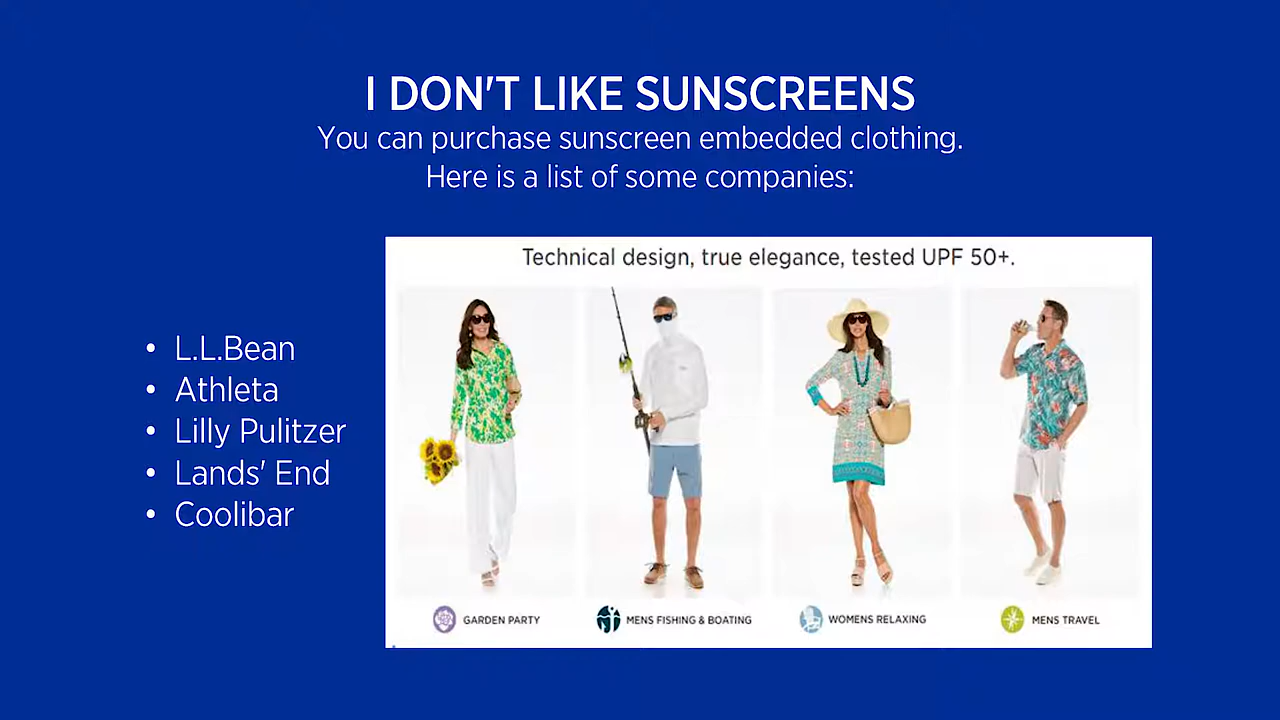 I DON'T LIKE SUNSCREENS
You can purchase sunscreen embedded clothing.
Here is a list of some companies:
Technical design, true elegance, tested UPF 50+.
• L.L.Bean
• Athleta
• Lilly Pulitzer
• Lands' End
• Coolibar
GARDEN PARTY
MENS FISHING & BOATING
WOMENS RELAXING
MENS TRAVEL